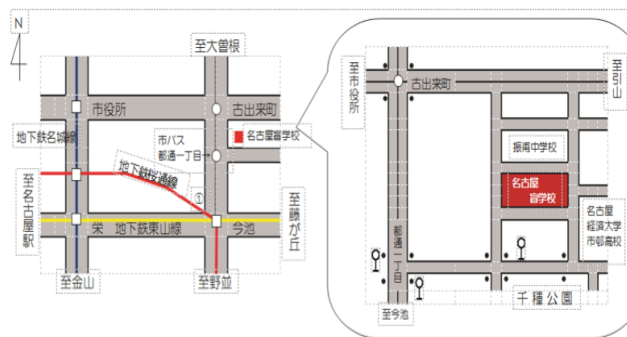 N
至大曽根
市役所
古出来町
地下鉄名城線
市バス
都通一丁目→
名古屋盲学校
地下鉄桜通線
①
至名古屋駅
至藤が丘
栄 地下鉄東山線
今池
至金山
至野並
至市役所
古出来町
至引山
振甫中学校
名古屋
盲学校
名古屋
経済大学
市邨高校
都通一丁目
千種公園
至今池